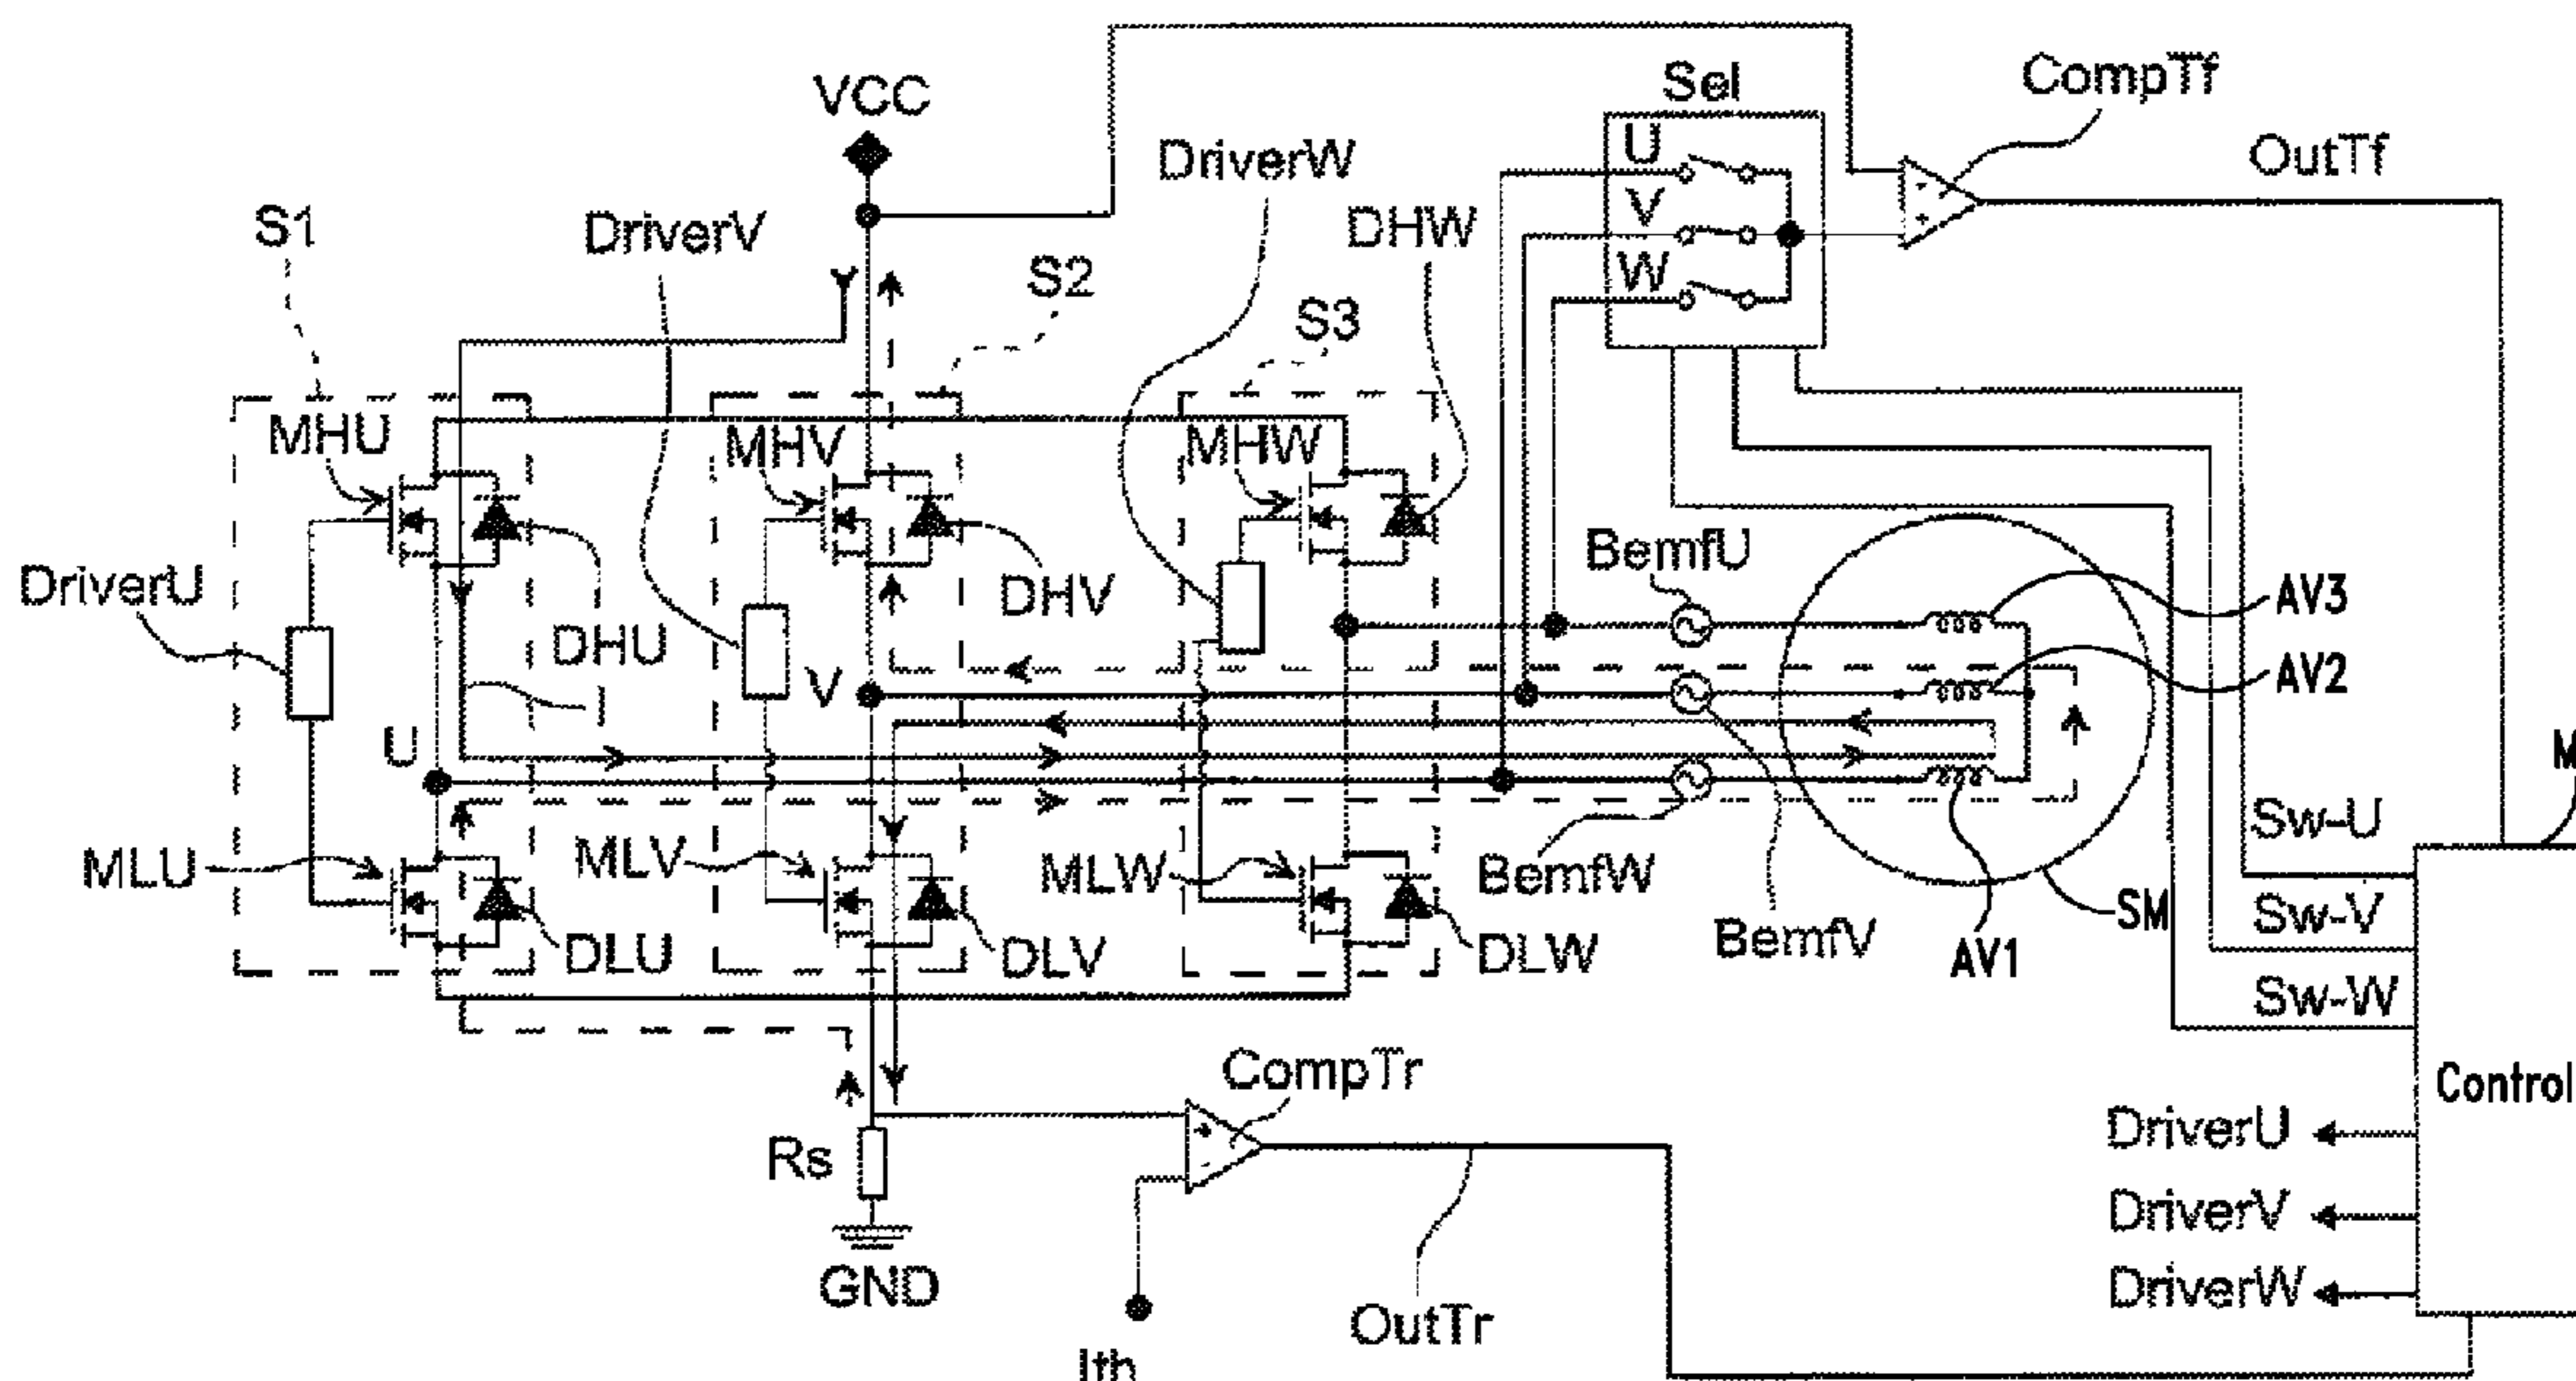 VCC
Sel
CompTf
DriverW
OutTf
U
V
W
S1
DriverV
S2
DHW
S3
MHU
MHV
MHW
BemfU
DriverU
DHV
AV3
DHU
AV2
V
I
U
M
Sw-U
MLU
MLV
MLW
BemfW
SM
Sw-V
BemfV
DLU
DLV
DLW
AV1
Sw-W
CompTr
Control
Rs
DriverU
DriverV
GND
DriverW
OutTr
Ith